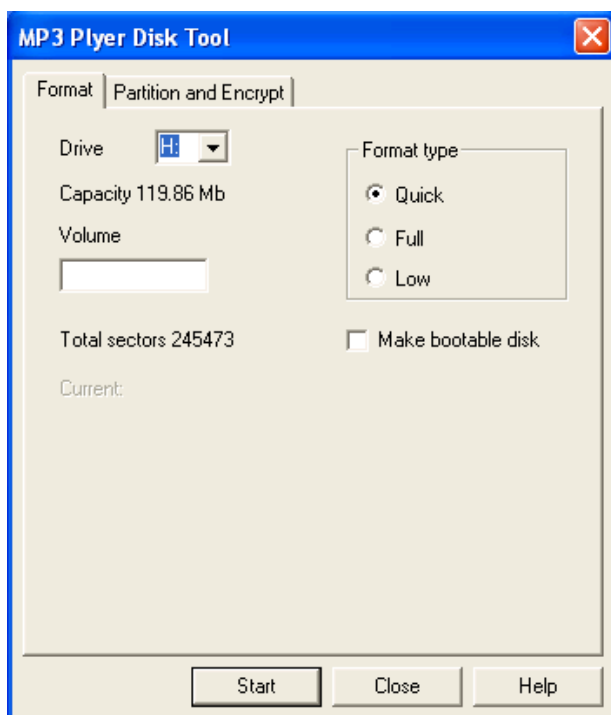 MP3 Plyer Disk Tool
Format Partition and Encrypt
Drive H:
Format type
Capacity 119.86 Mb
Quick
Volume
Full
Low
Total sectors 245473
Make bootable disk
Current:
Start Close Help